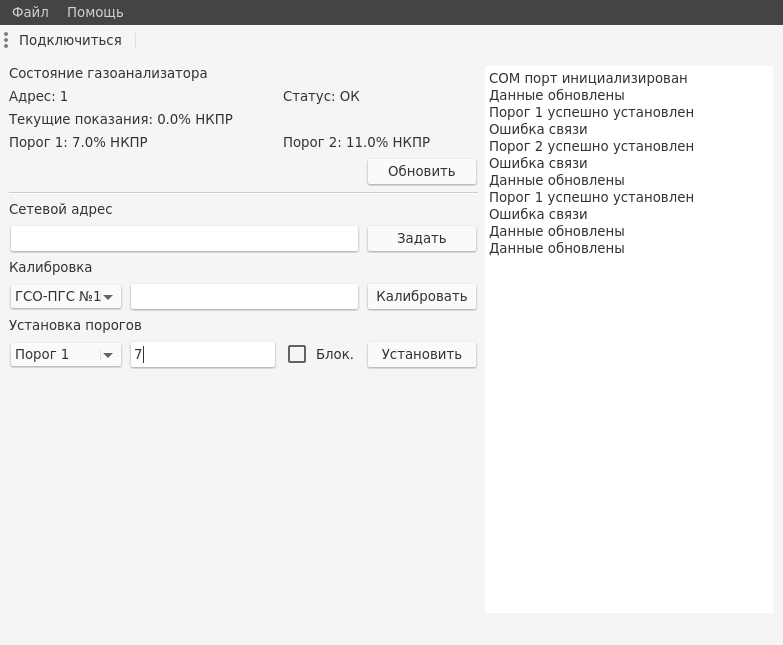 Файл Помощь
Подключиться
Состояние газоанализатора
Адрес: 1 Статус: ОК
Текущие показания: 0.0% НКПР
Порог 1: 7.0% НКПР Порог 2: 11.0% НКПР
Обновить
Сетевой адрес
Задать
Калибровка
ГСО-ПГС №1 Калибровать
Установка порогов
Порог 1 7 Блок. Установить
COM порт инициализирован
Данные обновлены
Порог 1 успешно установлен
Ошибка связи
Порог 2 успешно установлен
Ошибка связи
Данные обновлены
Порог 1 успешно установлен
Ошибка связи
Данные обновлены
Данные обновлены